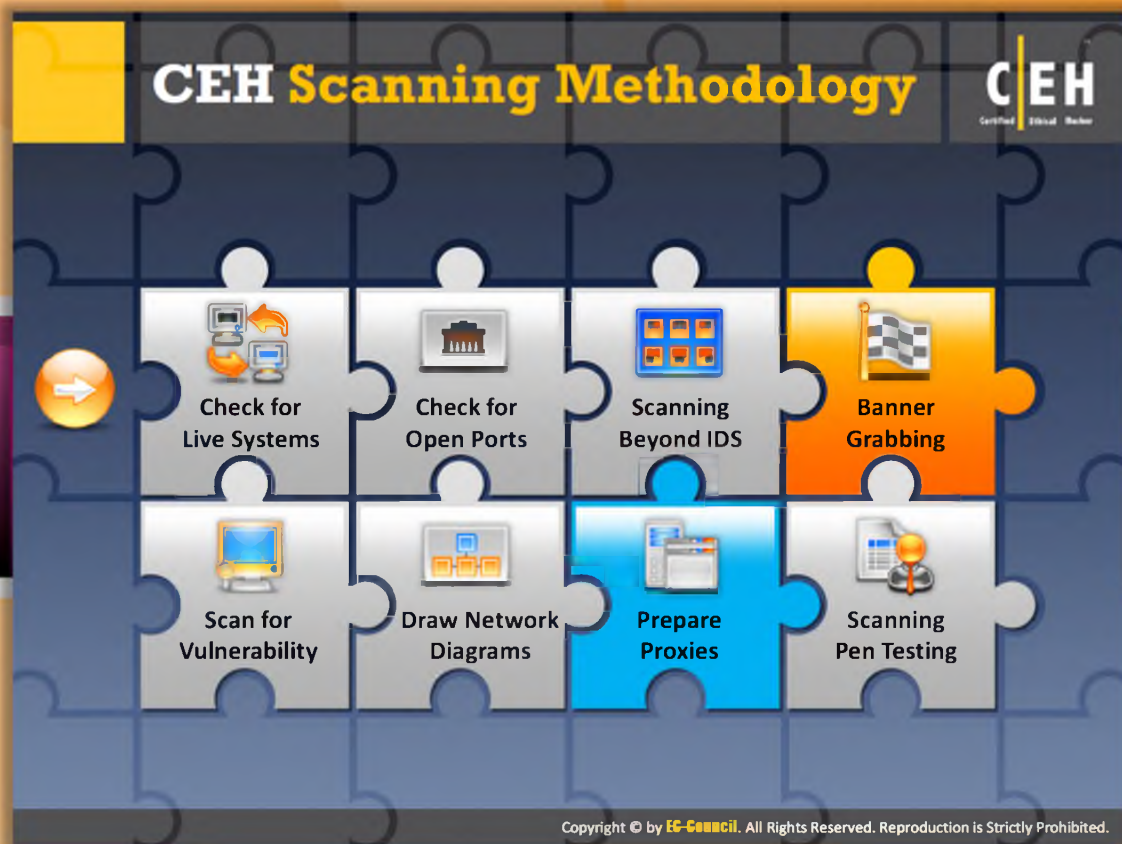 CEH Scanning Methodology
C|EH
Certified Ethical Hacker
Check for
Live Systems
Check for
Open Ports
Scanning
Beyond IDS
Banner
Grabbing
Scan for
Vulnerability
Draw Network
Diagrams
Prepare
Proxies
Scanning
Pen Testing
Copyright © by EC-Council. All Rights Reserved. Reproduction is Strictly Prohibited.